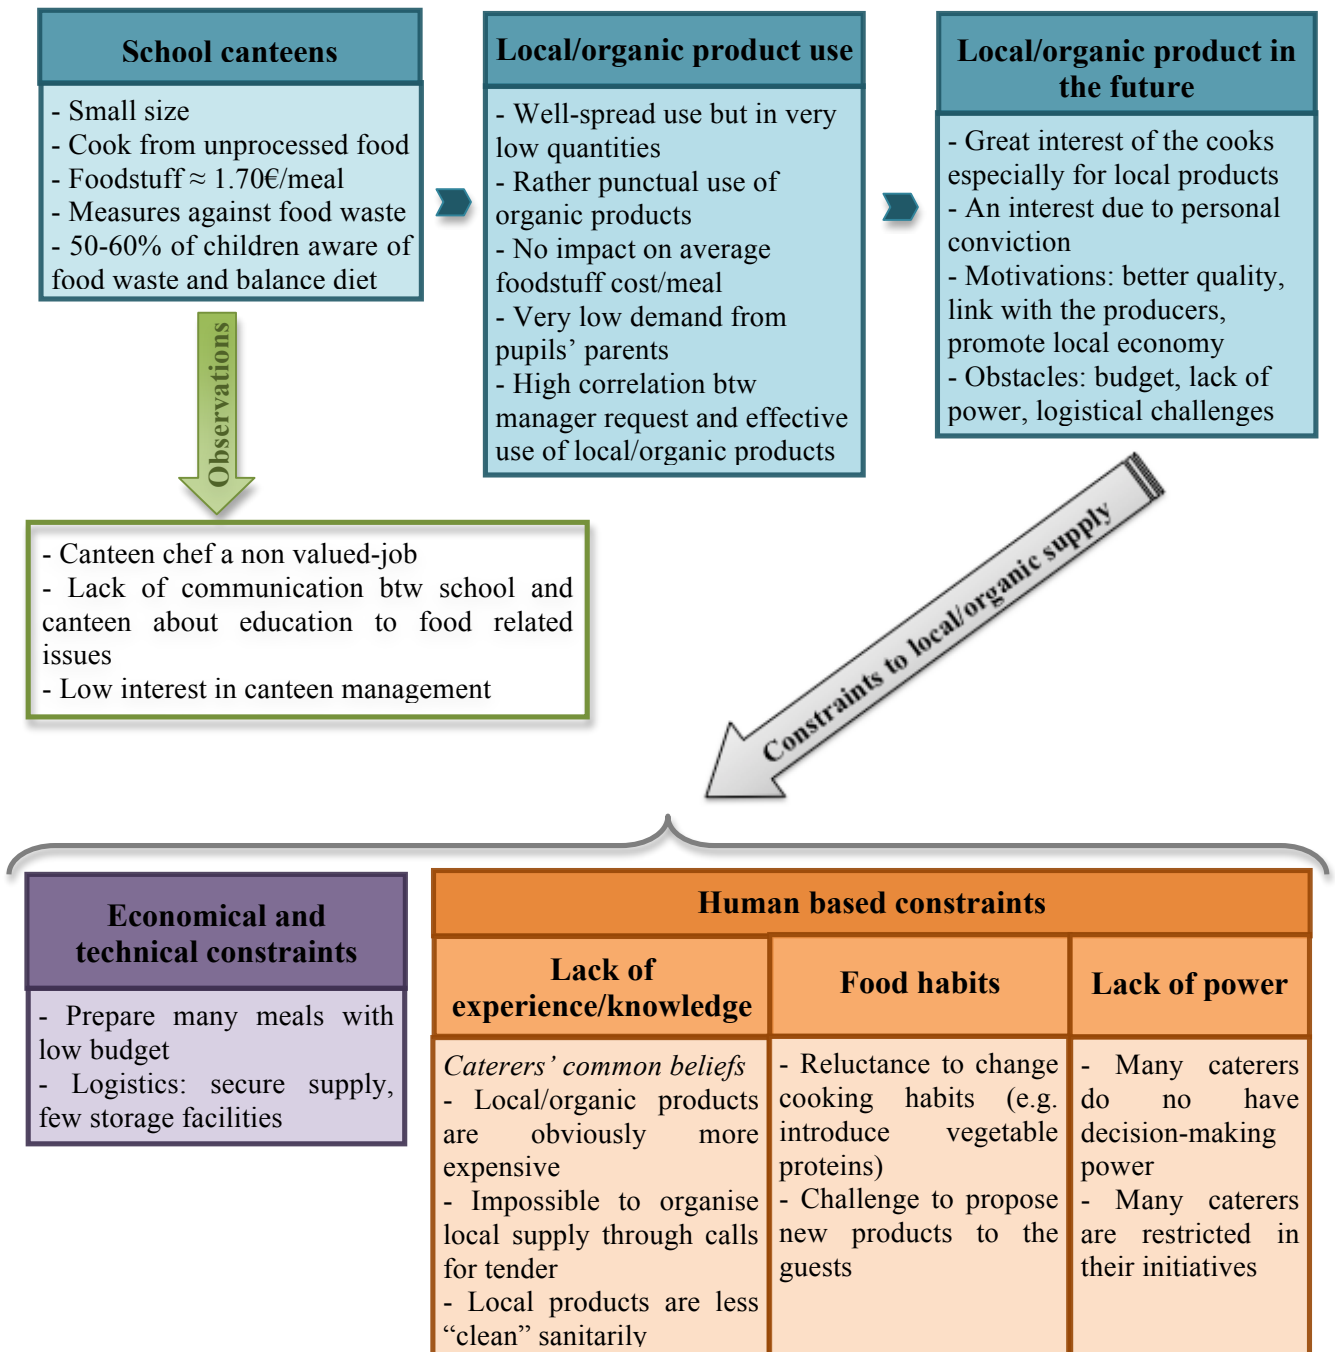 School canteens
- Small size
- Cook from unprocessed food
- Foodstuff ≈ 1.70€/meal
- Measures against food waste
- 50-60% of children aware of
food waste and balance diet
Local/organic product use
- Well-spread use but in very
low quantities
- Rather punctual use of
organic products
- No impact on average
foodstuff cost/meal
- Very low demand from
pupils’ parents
- High correlation btw
manager request and effective
use of local/organic products
Local/organic product in
the future
- Great interest of the cooks
especially for local products
- An interest due to personal
conviction
- Motivations: better quality,
link with the producers,
promote local economy
- Obstacles: budget, lack of
power, logistical challenges
Observations
- Canteen chef a non valued-job
- Lack of communication btw school and
canteen about education to food related
issues
- Low interest in canteen management
Constraints to local/organic supply
Economical and
technical constraints
- Prepare many meals with
low budget
- Logistics: secure supply,
few storage facilities
Human based constraints
Lack of
experience/knowledge
Caterers’ common beliefs
- Local/organic products
are obviously more
expensive
- Impossible to organise
local supply through calls
for tender
- Local products are less
“clean” sanitarily
Food habits
- Reluctance to change
cooking habits (e.g.
introduce vegetable
proteins)
- Challenge to propose
new products to the
guests
Lack of power
- Many caterers
do no have
decision-making
power
- Many caterers
are restricted in
their initiatives